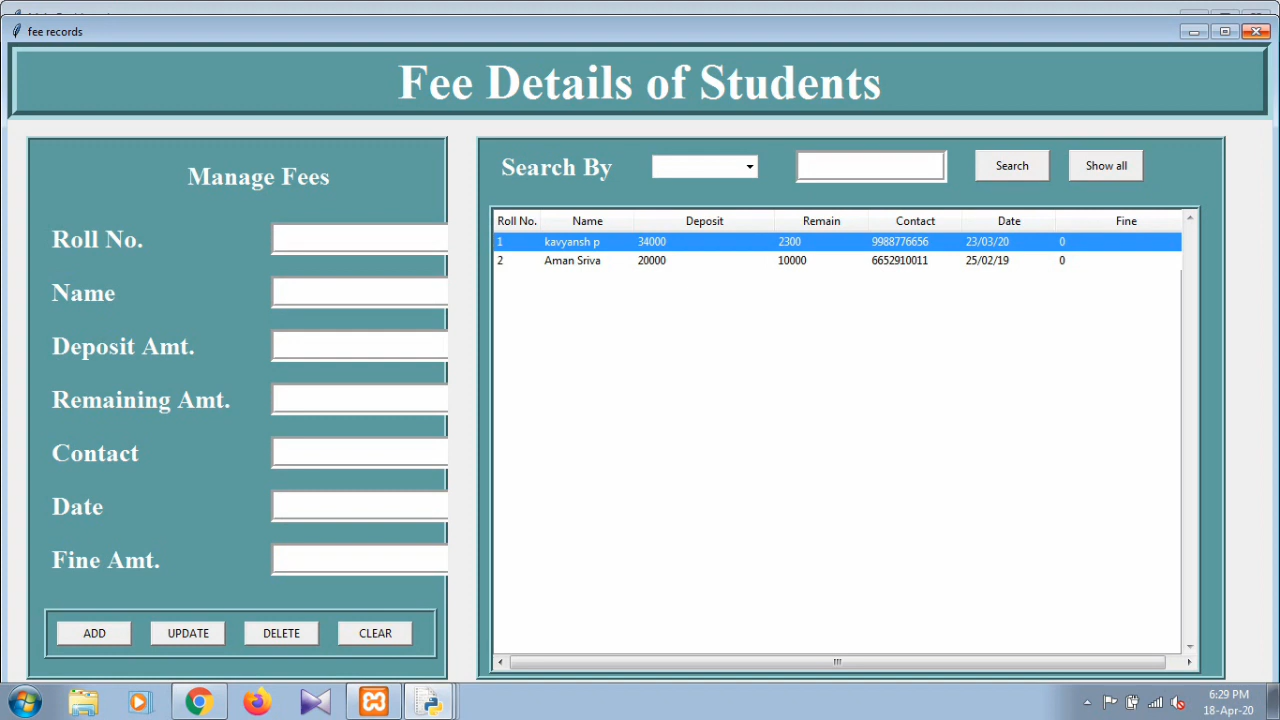 fee records
Fee Details of Students
Manage Fees
Roll No.
Name
Deposit Amt.
Remaining Amt.
Contact
Date
Fine Amt.
ADD UPDATE DELETE CLEAR
Search By Search Show all
Roll No. Name Deposit Remain Contact Date Fine
1 kavyansh p 34000 2300 9988776656 23/03/20 0
2 Aman Sriva 20000 10000 6652910011 25/02/19 0
6:29 PM
18-Apr-20